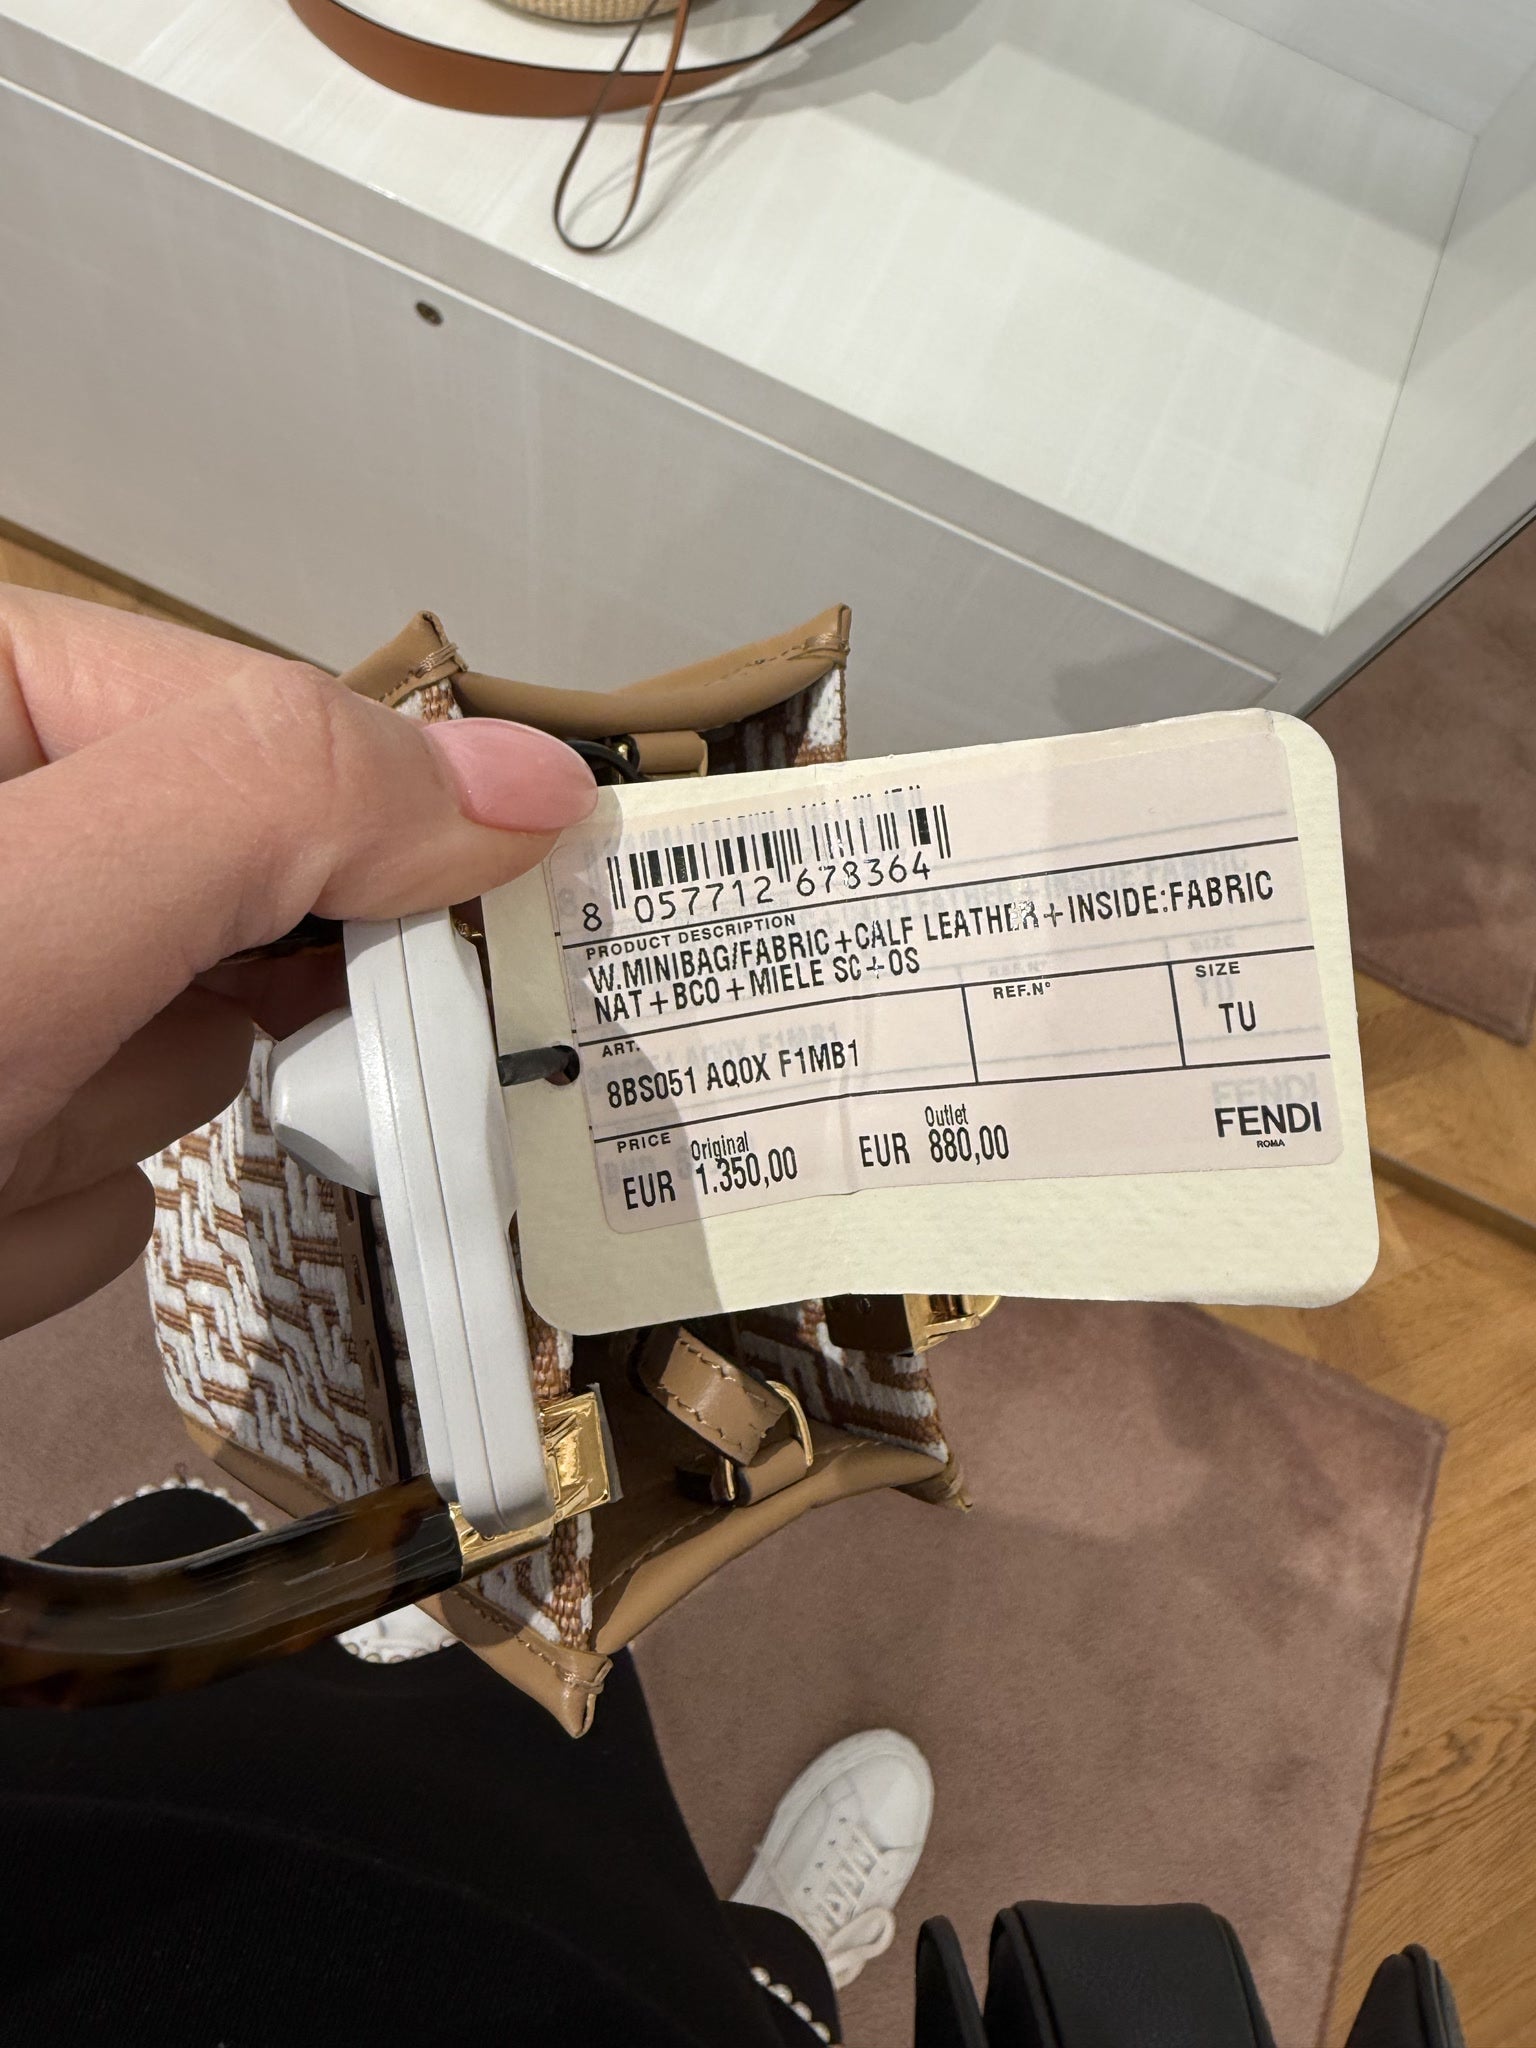 8 057712 678364
PRODUCT DESCRIPTION
W.MINIBAG/FABRIC+CALF LEATHER+INSIDE:FABRIC
NAT+BCO+MIELE SC+OS
ART.
8BS051 AQ0X F1MB1
REF.N°
SIZE
TU
PRICE
Original
EUR 1.350,00
Outlet
EUR 880,00
FENDI
ROMA